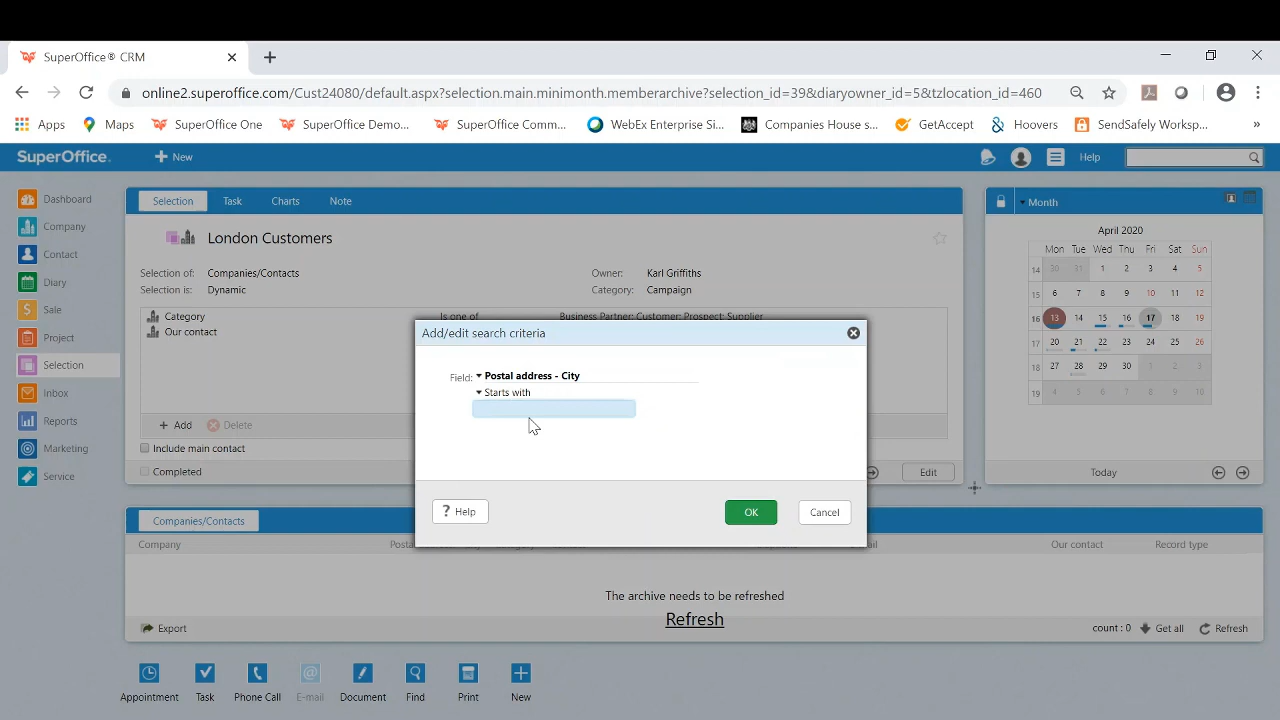 SuperOffice® CRM
online2.superoffice.com/Cust24080/default.aspx?selection.main.minimonth.memberarchive?selection_id=39&diaryowner_id=5&tzlocation_id=460
Apps Maps SuperOffice One SuperOffice Demo... SuperOffice Comm... WebEx Enterprise Si... Companies House s... GetAccept Hoovers SendSafely Worksp... »
SuperOffice. New Help
Dashboard
Company
Contact
Diary
Sale
Project
Selection
Inbox
Reports
Marketing
Service
Selection Task Charts Note
London Customers
Selection of: Companies/Contacts Owner: Karl Griffiths
Selection is: Dynamic Category: Campaign
Category Is one of Business Partner; Customer; Prospect; Supplier
Our contact
Add Delete
Include main contact
Completed
Edit
Add/edit search criteria
Field: Postal address - City
Starts with
? Help OK Cancel
Month
April 2020
Mon Tue Wed Thu Fri Sat Sun
14 30 31 1 2 3 4 5
15 6 7 8 9 10 11 12
16 13 14 15 16 17 18 19
17 20 21 22 23 24 25 26
18 27 28 29 30 1 2 3
19 4 5 6 7 8 9 10
Today
Companies/Contacts
Company Our contact Record type
The archive needs to be refreshed
Refresh
Export count : 0 Get all Refresh
Appointment Task Phone Call E-mail Document Find Print New